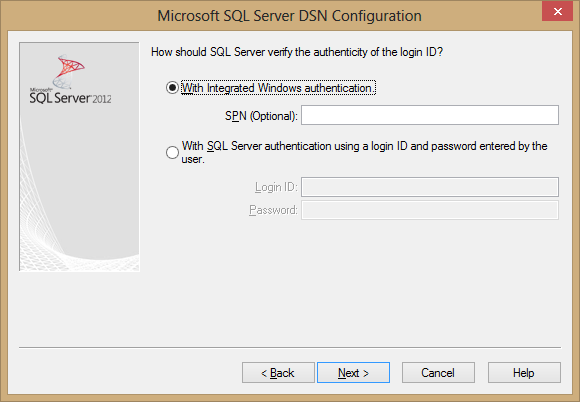 Microsoft SQL Server DSN Configuration
How should SQL Server verify the authenticity of the login ID?
Microsoft®
SQL Server 2012
With Integrated Windows authentication.
SPN (Optional):
With SQL Server authentication using a login ID and password entered by the
user.
Login ID:
Password:
< Back
Next >
Cancel
Help